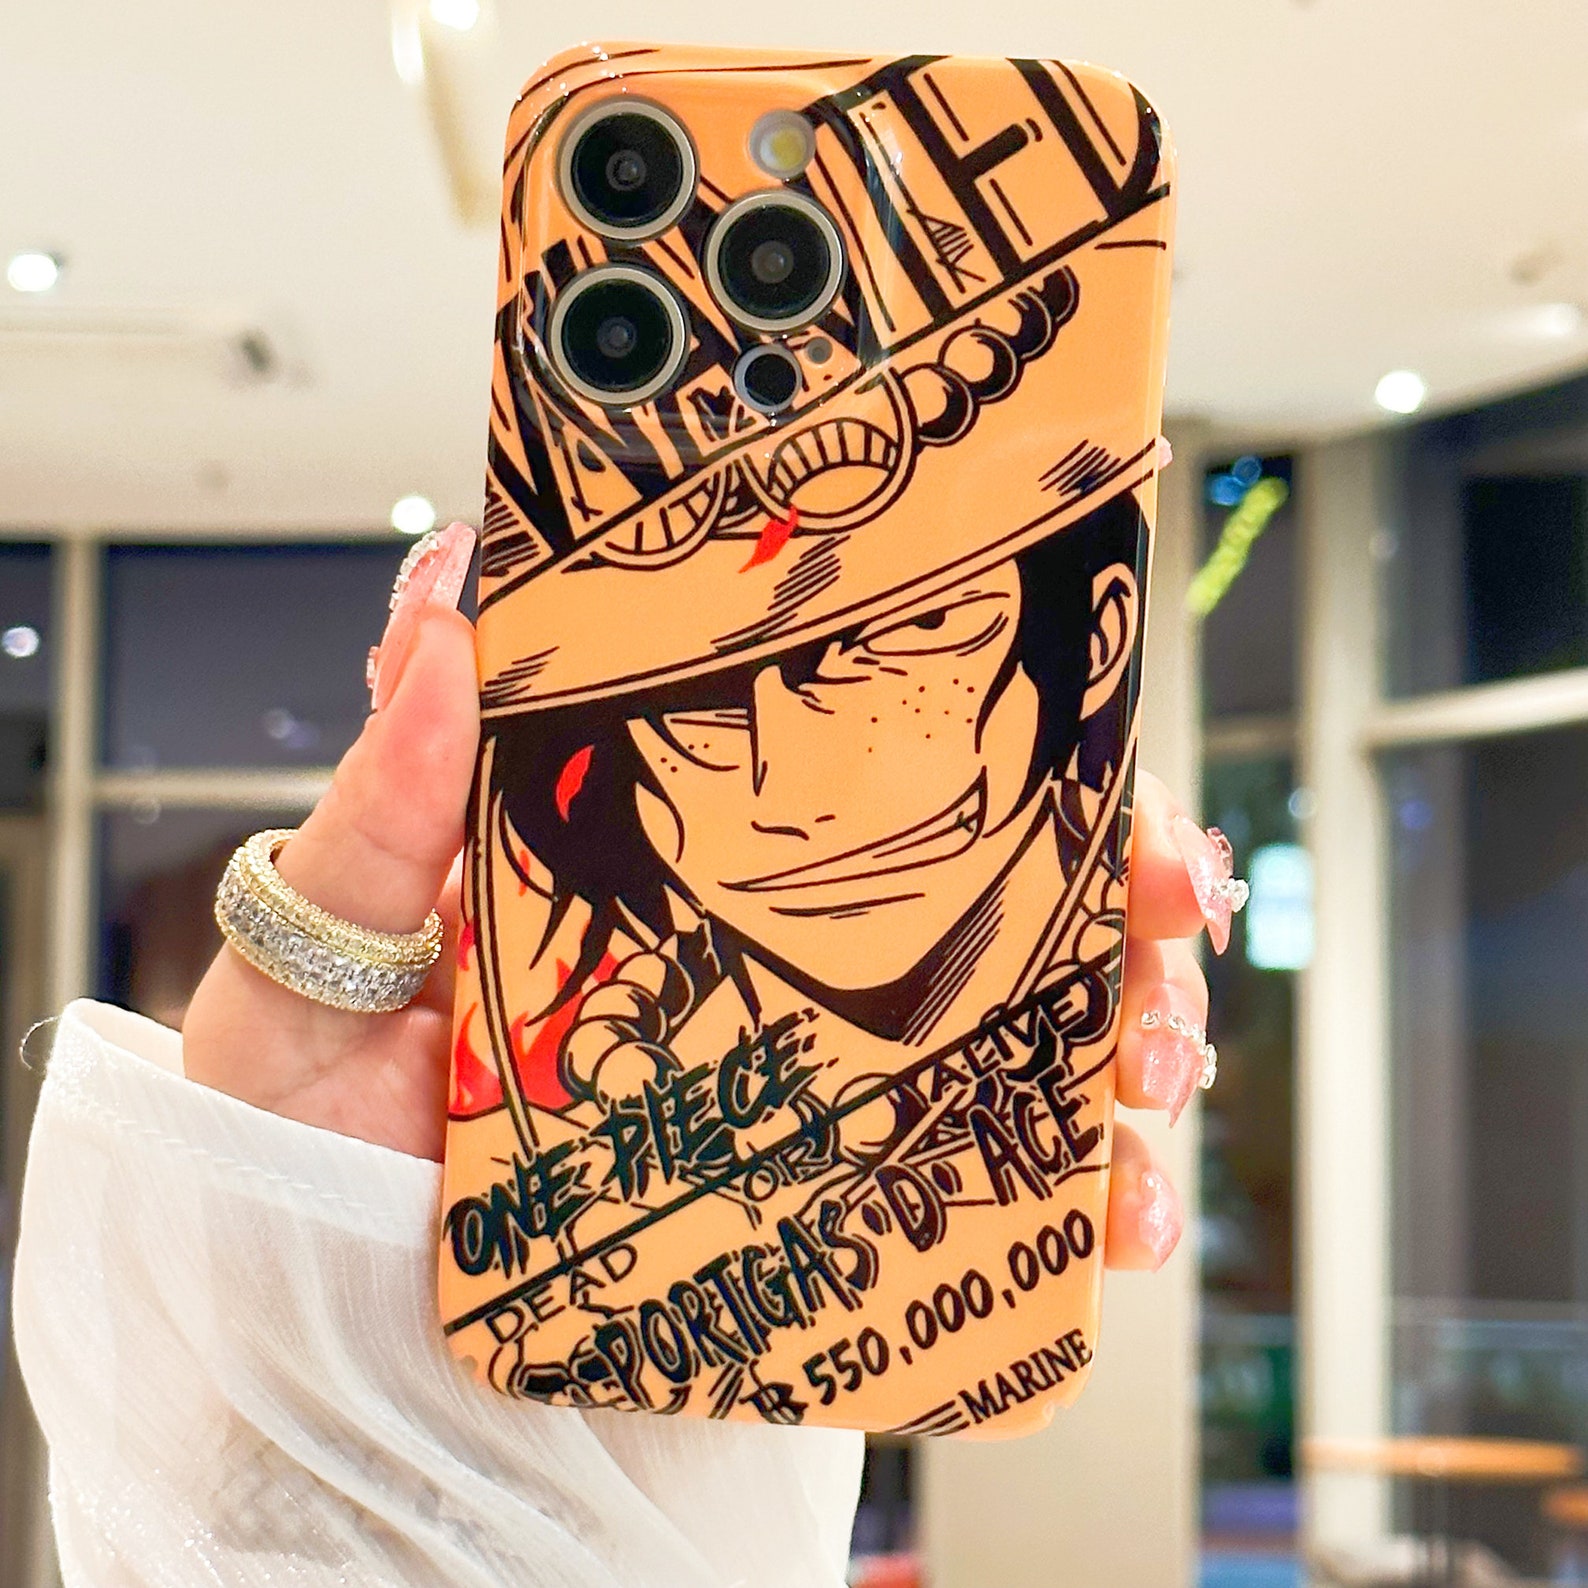 WANTED
ONE PIECE
DEAD OR ALIVE
PORTGAS•D•ACE
550,000,000
MARINE